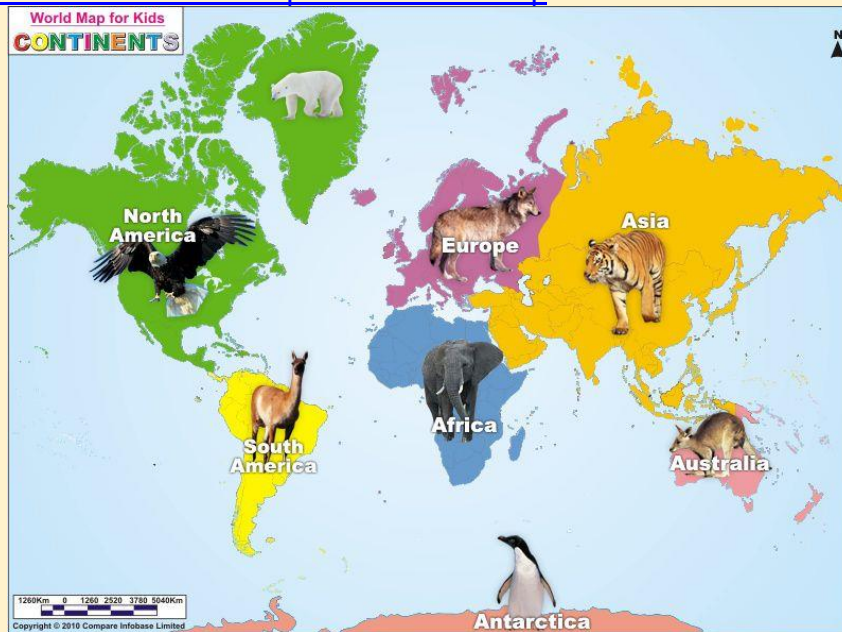 World Map for Kids
CONTINENTS
N
North
America
Europe
Asia
Africa
South
America
Australia
Antarctica
1260Km 0 1260 2520 3780 5040Km
Copyright © 2010 Compare Infobase Limited